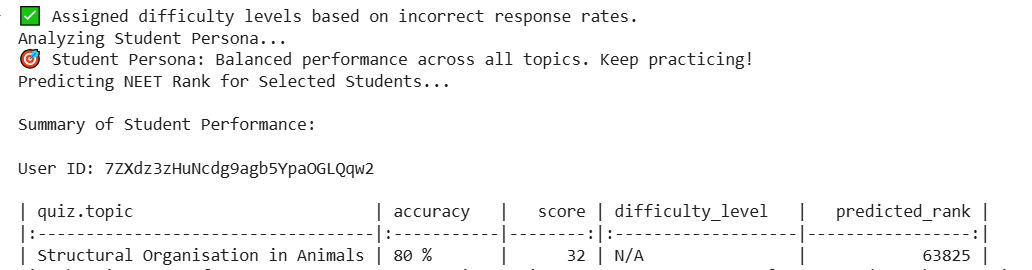 ✅ Assigned difficulty levels based on incorrect response rates.
Analyzing Student Persona...
🎯 Student Persona: Balanced performance across all topics. Keep practicing!
Predicting NEET Rank for Selected Students...
Summary of Student Performance:
User ID: 7ZXdz3zHuNcdg9agb5YpaOGLQqw2
| quiz.topic | accuracy | score | difficulty_level | predicted_rank |
|:----------------------------------|:-----------|--------:|:-------------------|-----------------:|
| Structural Organisation in Animals | 80 % | 32 | N/A | 63825 |